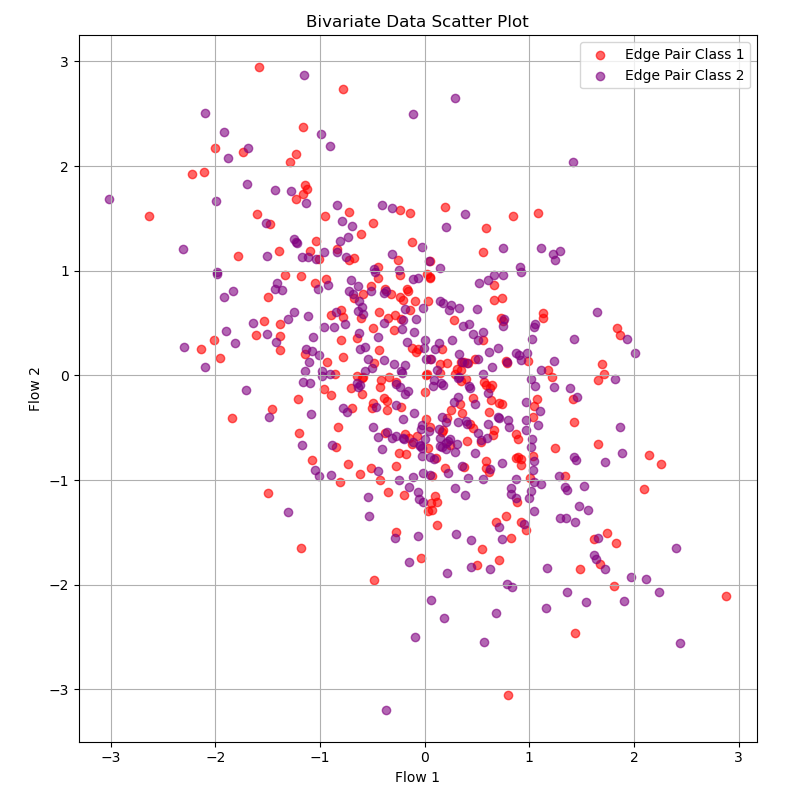 Bivariate Data Scatter Plot
Edge Pair Class 1
Edge Pair Class 2
3
2
1
0
−1
−2
−3
Flow 2
−3 −2 −1 0 1 2 3
Flow 1